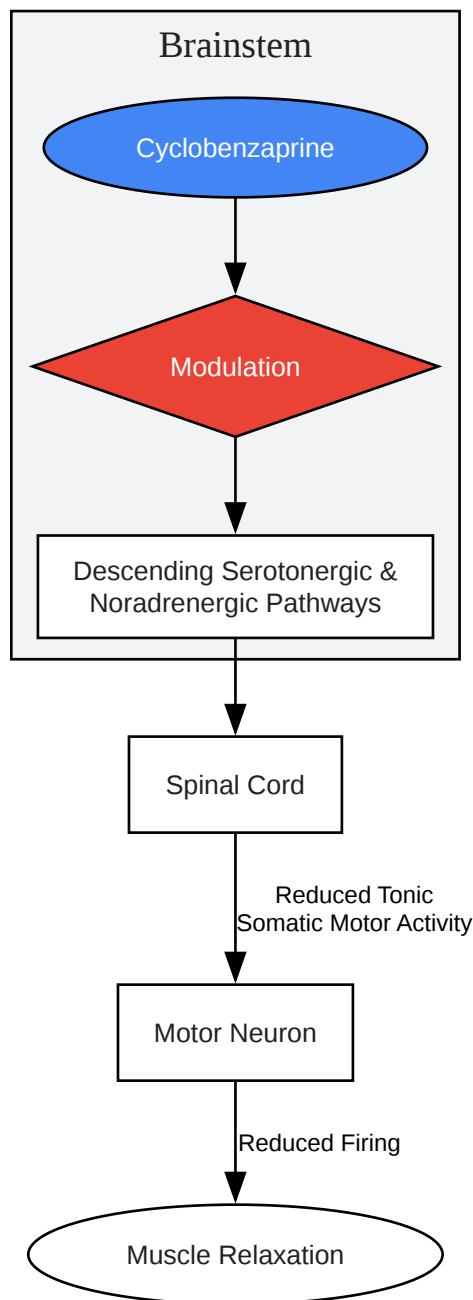 Brainstem
Cyclobenzaprine
Modulation
Descending Serotonergic &
Noradrenergic Pathways
Spinal Cord
Reduced Tonic
Somatic Motor Activity
Motor Neuron
Reduced Firing
Muscle Relaxation